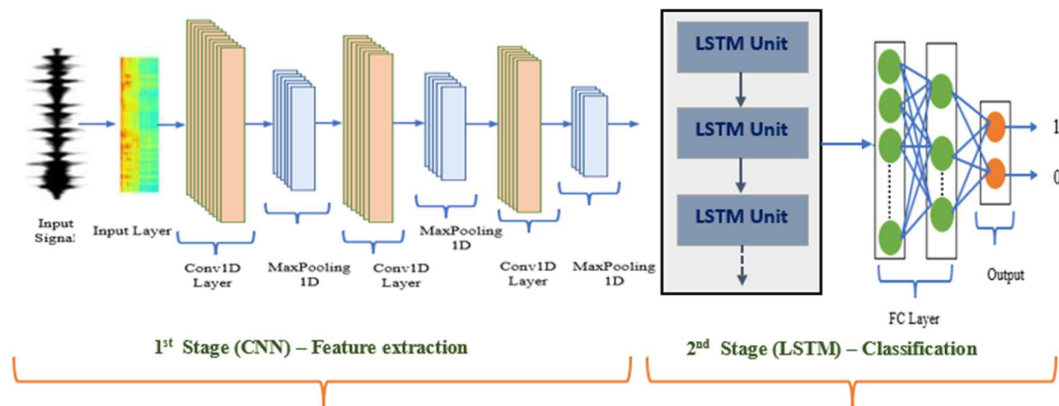 Input
Signal
Input Layer
Conv1D
Layer
MaxPooling
1D
Conv1D
Layer
MaxPooling
1D
Conv1D
Layer
MaxPooling
1D
LSTM Unit
LSTM Unit
LSTM Unit
FC Layer
1
0
Output
1st Stage (CNN) – Feature extraction
2nd Stage (LSTM) – Classification